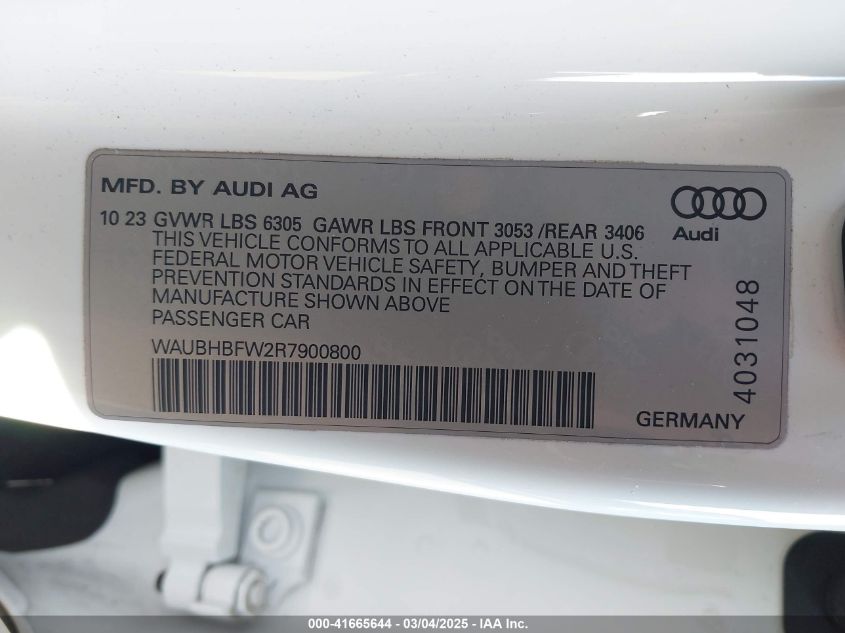 MFD. BY AUDI AG
Audi
10 23 GVWR LBS 6305 GAWR LBS FRONT 3053 /REAR 3406
THIS VEHICLE CONFORMS TO ALL APPLICABLE U.S.
FEDERAL MOTOR VEHICLE SAFETY, BUMPER AND THEFT
PREVENTION STANDARDS IN EFFECT ON THE DATE OF
MANUFACTURE SHOWN ABOVE
PASSENGER CAR
WAUBHBFW2R7900800
4031048
GERMANY
000-41665644 - 03/04/2025 - IAA Inc.